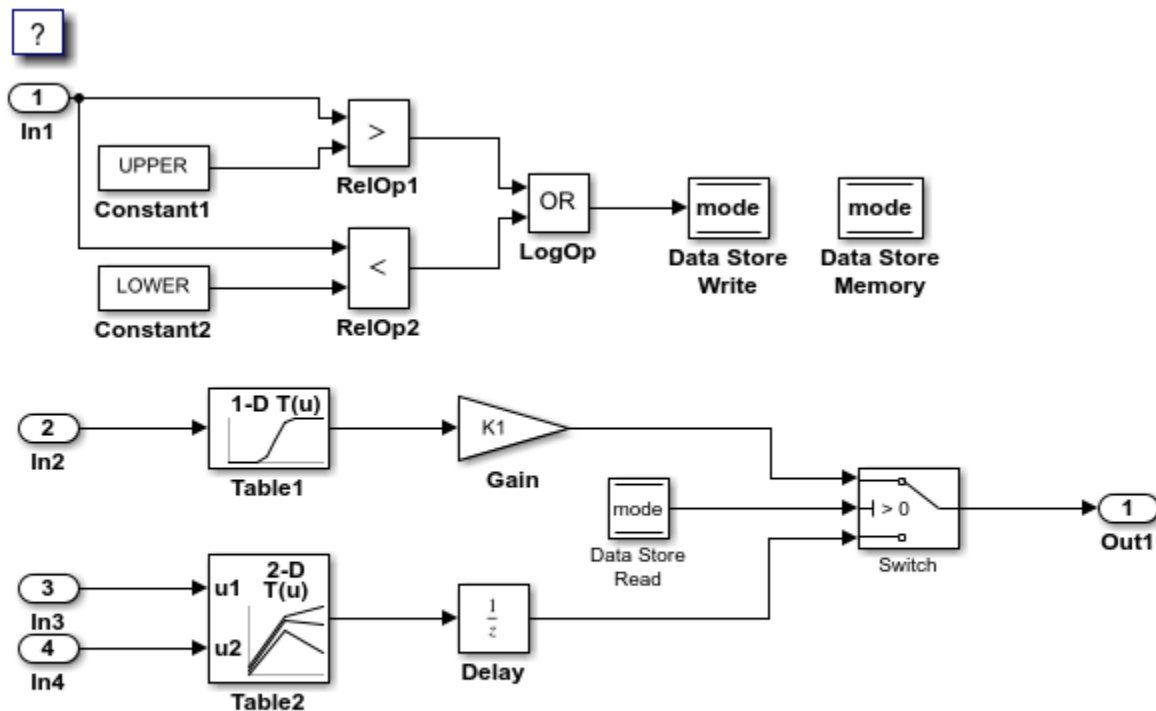 ?
1
In1
UPPER
Constant1
>
RelOp1
LOWER
Constant2
<
RelOp2
OR
LogOp
mode
Data Store
Write
mode
Data Store
Memory
2
In2
1-D T(u)
Table1
K1
Gain
mode
Data Store
Read
> 0
Switch
1
Out1
3
In3
4
In4
u1
u2
2-D
T(u)
Table2
1
z
Delay